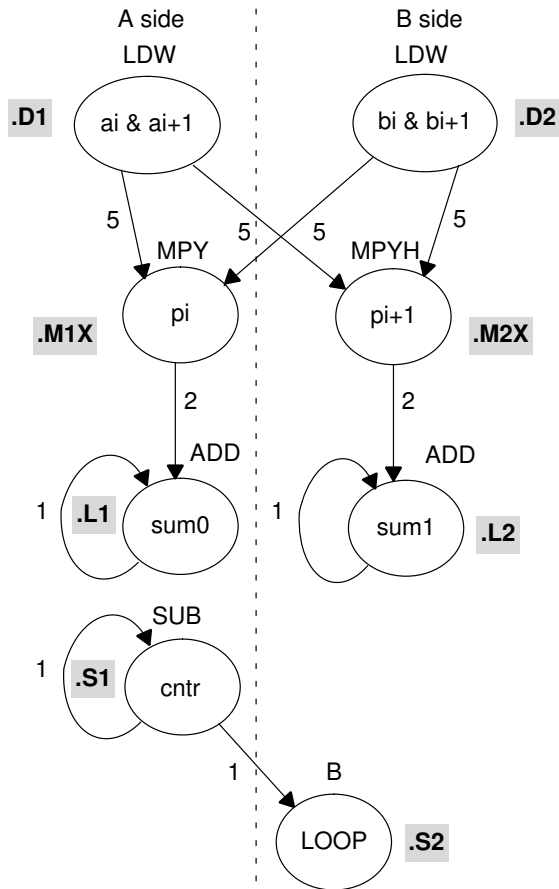 A side B side
LDW LDW
.D1 ai & ai+1 bi & bi+1 .D2
5 5 5 5
MPY MPYH
pi pi+1
.M1X .M2X
2 2
ADD ADD
1 .L1 sum0 1 sum1 .L2
SUB
1 .S1 cntr
1 B
LOOP .S2